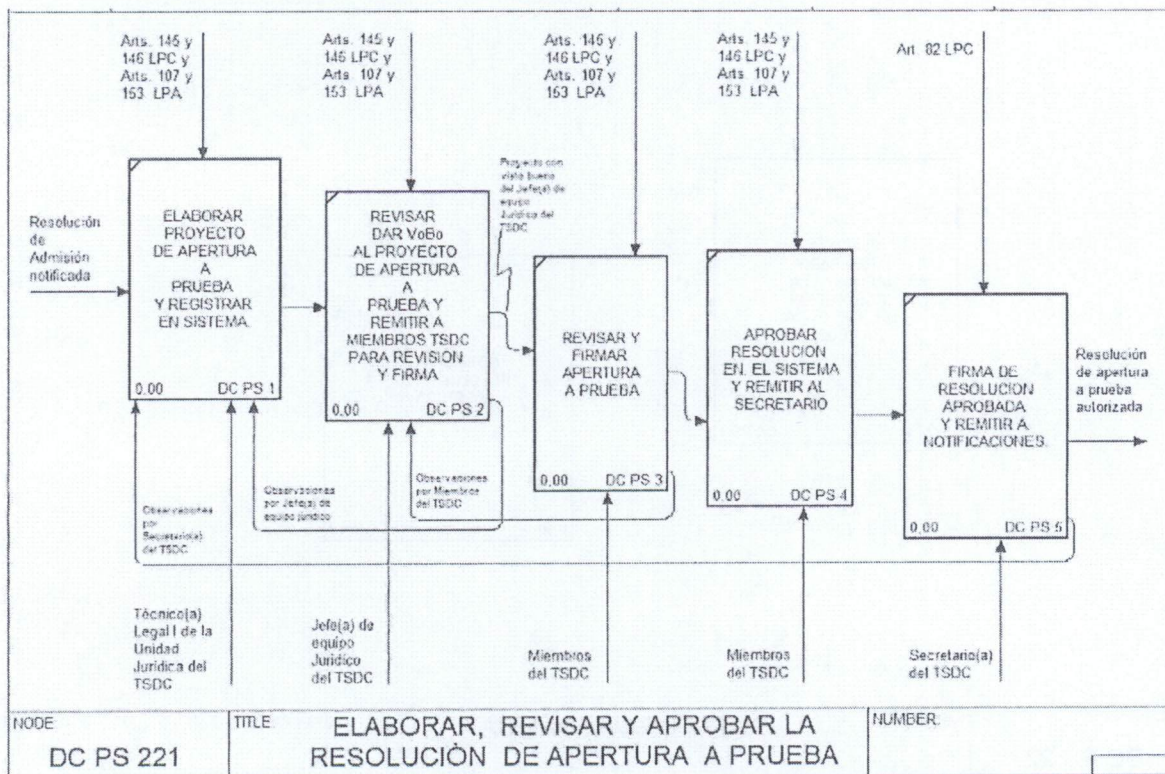 Arts. 145 y
146 LPC y
Arts. 107 y
153 LPA
Arts. 145 y
146 LPC y
Arts. 107 y
153 LPA
Arts. 145 y
146 LPC y
Arts. 107 y
153 LPA
Arts. 145 y
146 LPC y
Arts. 107 y
153 LPA
Art. 82 LPC
Resolución
de
Admisión
notificada
ELABORAR
PROYECTO
DE APERTURA
A
PRUEBA
Y REGISTRAR
EN SISTEMA.
0.00 DC PS 1
REVISAR
DAR VoBo
AL PROYECTO
DE APERTURA
A
PRUEBA Y
REMITIR A
MIEMBROS TSDC
PARA REVISION
Y FIRMA
0.00 DC PS 2
Proyecto con
visto bueno
del Jefe(a) de
equipo
Jurídica del
TSDC
REVISAR Y
FIRMAR
APERTURA
A PRUEBA
0.00 DC PS 3
APROBAR
RESOLUCION
EN. EL SISTEMA
Y REMITIR AL
SECRETARIO
0.00 DC PS 4
FIRMA DE
RESOLUCION
APROBADA
Y REMITIR A
NOTIFICACIONES.
0.00 DC PS 5
Resolución
de apertura
a prueba
autorizada
Observaciones
por
Secretario(a)
del TSDC
Observaciones
por Jefe(a) de
equipo jurídico
Observaciones
por Miembros
del TSDC
Técnico(a)
Legal I de la
Unidad
Jurídica del
TSDC
Jefe(a) de
equipo
Jurídico
del TSDC
Miembros
del TSDC
Miembros
del TSDC
Secretario(a)
del TSDC
NODE:
DC PS 221
TITLE:
ELABORAR, REVISAR Y APROBAR LA
RESOLUCIÓN DE APERTURA A PRUEBA
NUMBER: